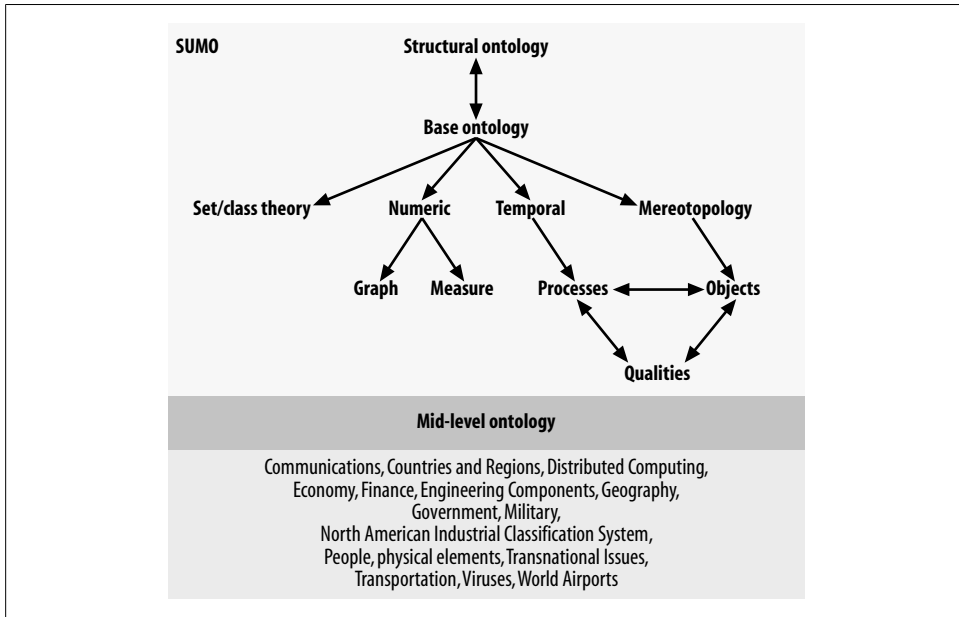 SUMO
Structural ontology
Base ontology
Set/class theory
Numeric
Temporal
Mereotopology
Graph
Measure
Processes
Objects
Qualities
Mid-level ontology
Communications, Countries and Regions, Distributed Computing,
Economy, Finance, Engineering Components, Geography,
Government, Military,
North American Industrial Classification System,
People, physical elements, Transnational Issues,
Transportation, Viruses, World Airports